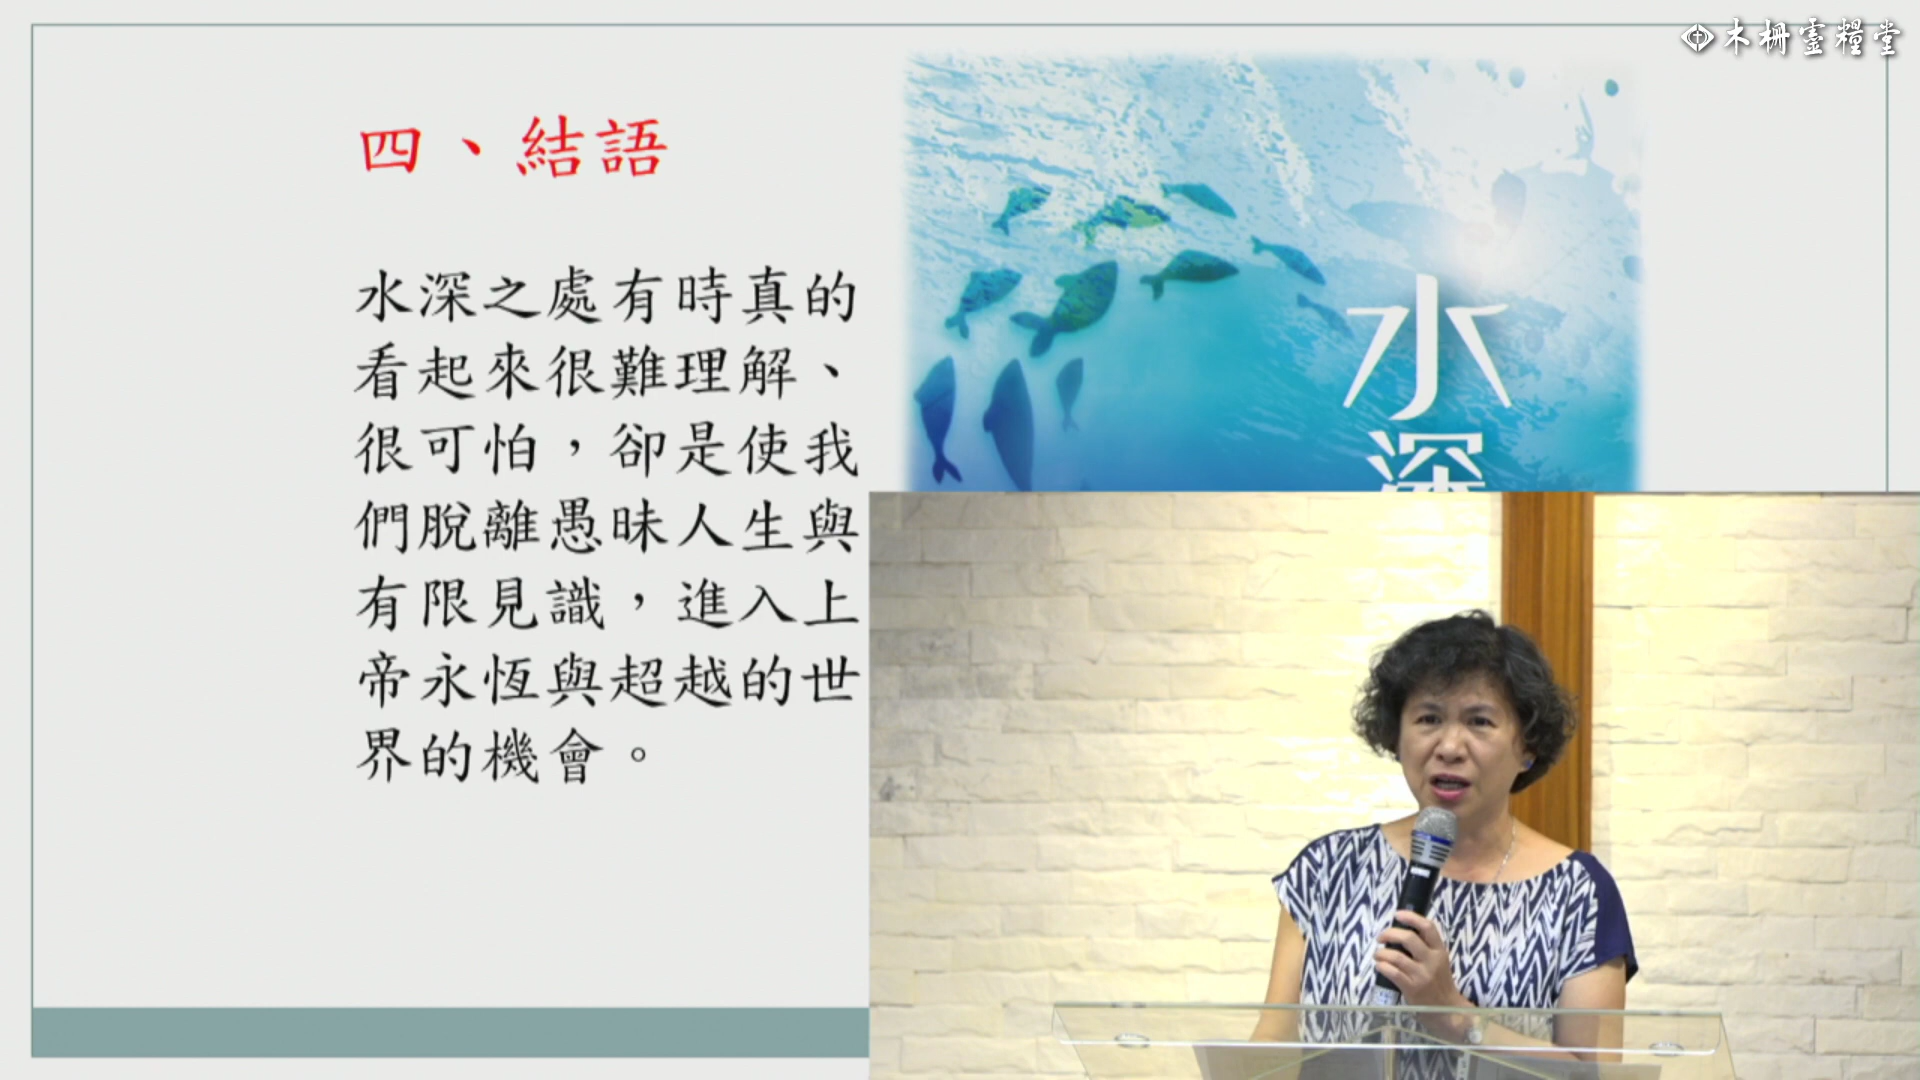 木柵靈糧堂
四、結語
水深之處有時真的
看起來很難理解、
很可怕，卻是使我
們脫離愚昧人生與
有限見識，進入上
帝永恆與超越的世
界的機會。
水
深